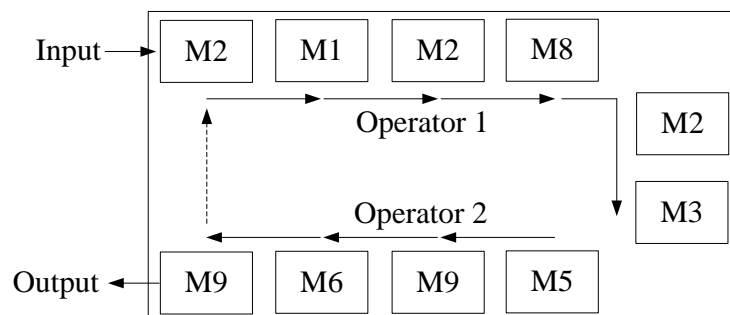 Input M2 M1 M2 M8
Operator 1
M2
M3
Operator 2
Output M9 M6 M9 M5